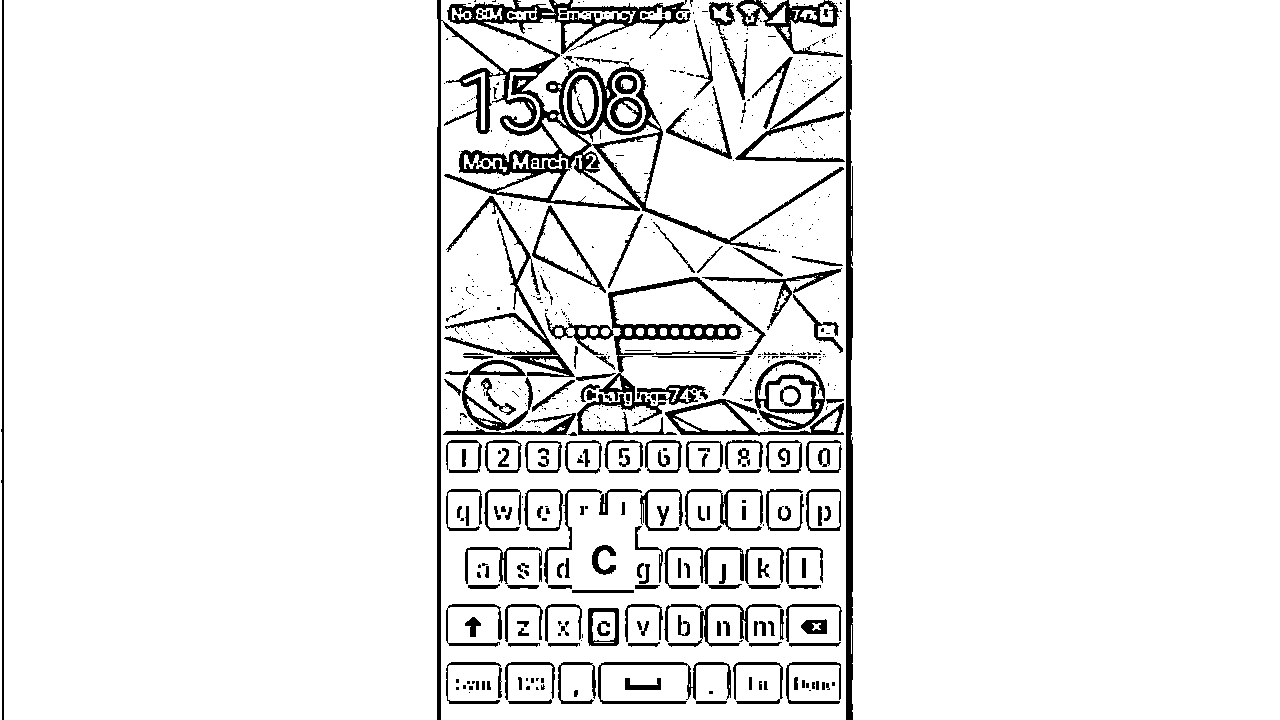 No SIM card — Emergency calls or 74%
15:08
Mon, March 12
Charging: 74%
1 2 3 4 5 6 7 8 9 0
q w e r y u i o p
c
a s d g h j k l
z x c v b n m
Sym 123 , . Done